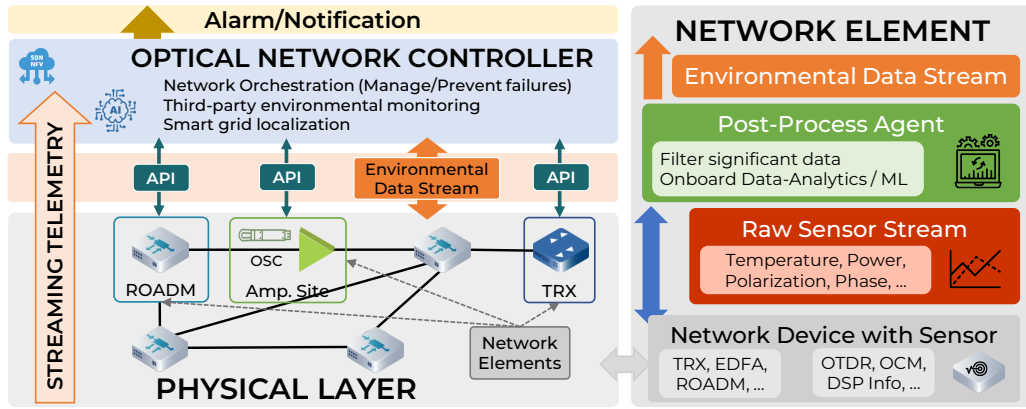 Alarm/Notification
OPTICAL NETWORK CONTROLLER
SDN
NFV
AI
Network Orchestration (Manage/Prevent failures)
Third-party environmental monitoring
Smart grid localization
STREAMING TELEMETRY
API
API
Environmental
Data Stream
API
OSC
ROADM
Amp. Site
TRX
Network
Elements
PHYSICAL LAYER
NETWORK ELEMENT
Environmental Data Stream
Post-Process Agent
Filter significant data
Onboard Data-Analytics / ML
Raw Sensor Stream
Temperature, Power,
Polarization, Phase, ...
Network Device with Sensor
TRX, EDFA,
ROADM, ...
OTDR, OCM,
DSP Info, ...